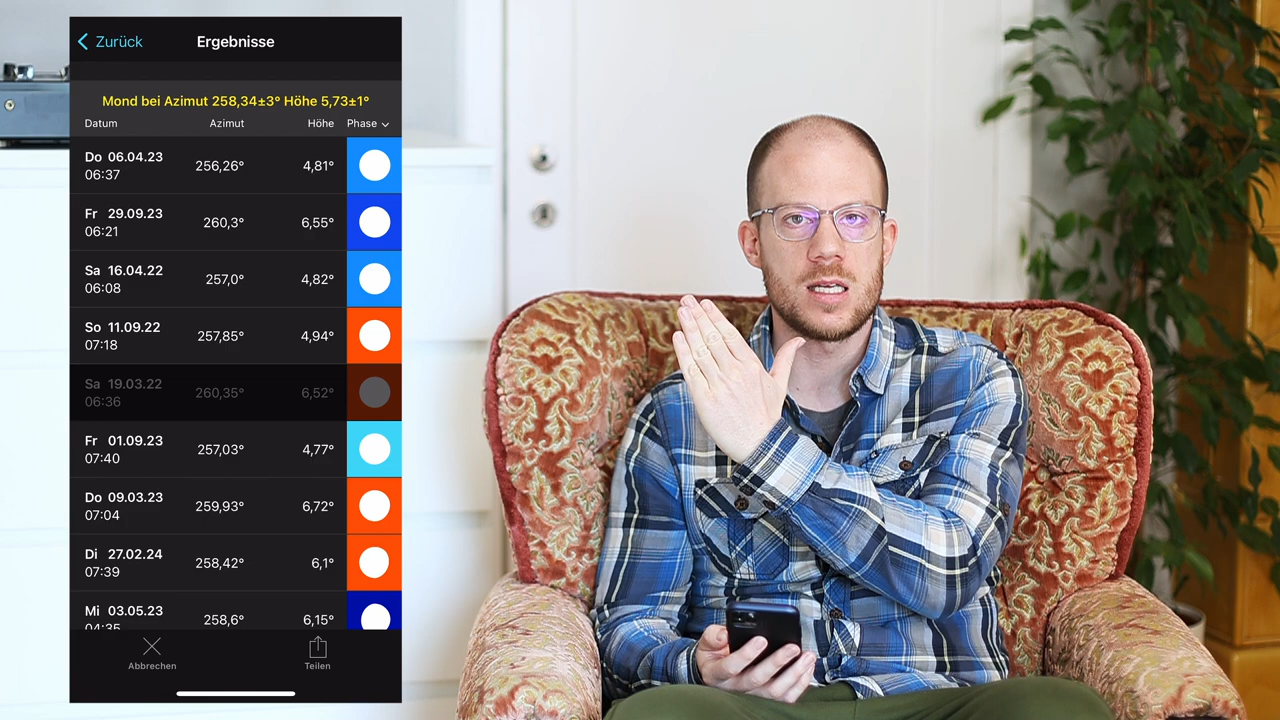 Zurück Ergebnisse
Mond bei Azimut 258,34±3° Höhe 5,73±1°
Datum Azimut Höhe Phase
Do 06.04.23
06:37 256,26° 4,81°
Fr 29.09.23
06:21 260,3° 6,55°
Sa 16.04.22
06:08 257,0° 4,82°
So 11.09.22
07:18 257,85° 4,94°
Sa 19.03.22
06:36 260,35° 6,52°
Fr 01.09.23
07:40 257,03° 4,77°
Do 09.03.23
07:04 259,93° 6,72°
Di 27.02.24
07:39 258,42° 6,1°
Mi 03.05.23
04:35 258,6° 6,15°
Abbrechen Teilen